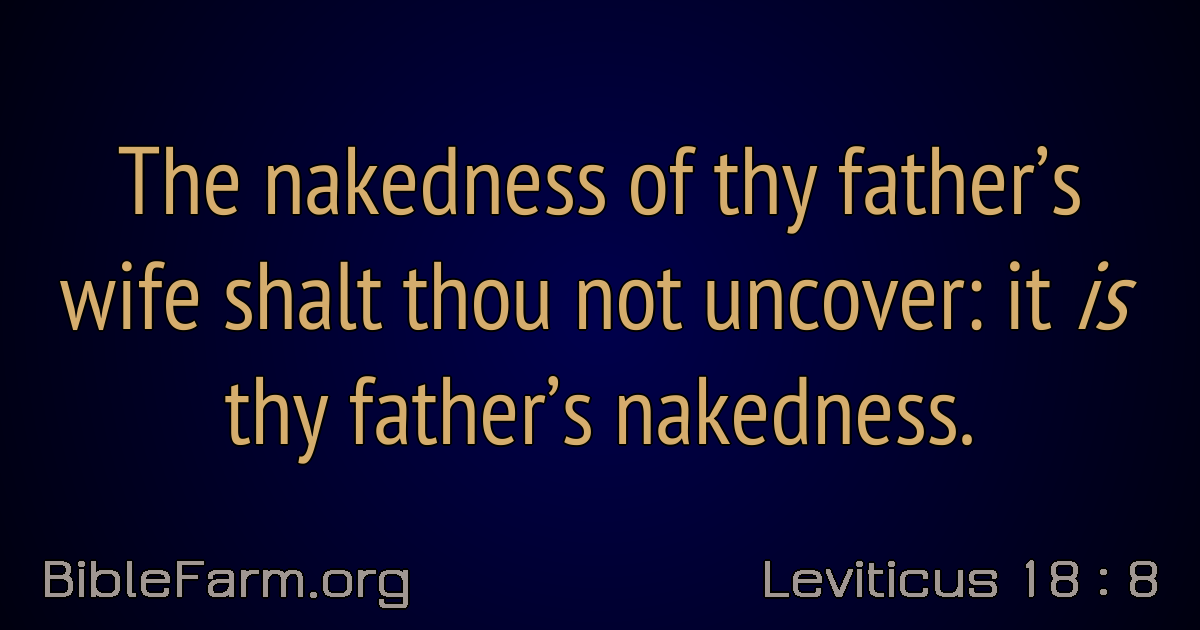 The nakedness of thy father’s
wife shalt thou not uncover: it is
thy father’s nakedness.
BibleFarm.org
Leviticus 18 : 8